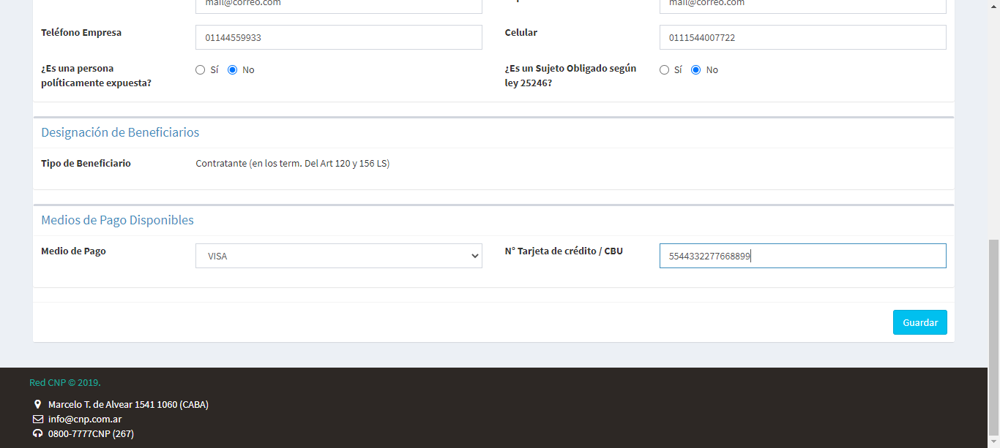 mail@correo.com
mail@correo.com
Teléfono Empresa
01144559933
Celular
0111544007722
¿Es una persona
políticamente expuesta?
Sí
No
¿Es un Sujeto Obligado según
ley 25246?
Sí
No
Designación de Beneficiarios
Tipo de Beneficiario
Contratante (en los term. Del Art 120 y 156 LS)
Medios de Pago Disponibles
Medio de Pago
VISA
N° Tarjeta de crédito / CBU
5544332277668899
Guardar
Red CNP © 2019.
Marcelo T. de Alvear 1541 1060 (CABA)
info@cnp.com.ar
0800-7777CNP (267)